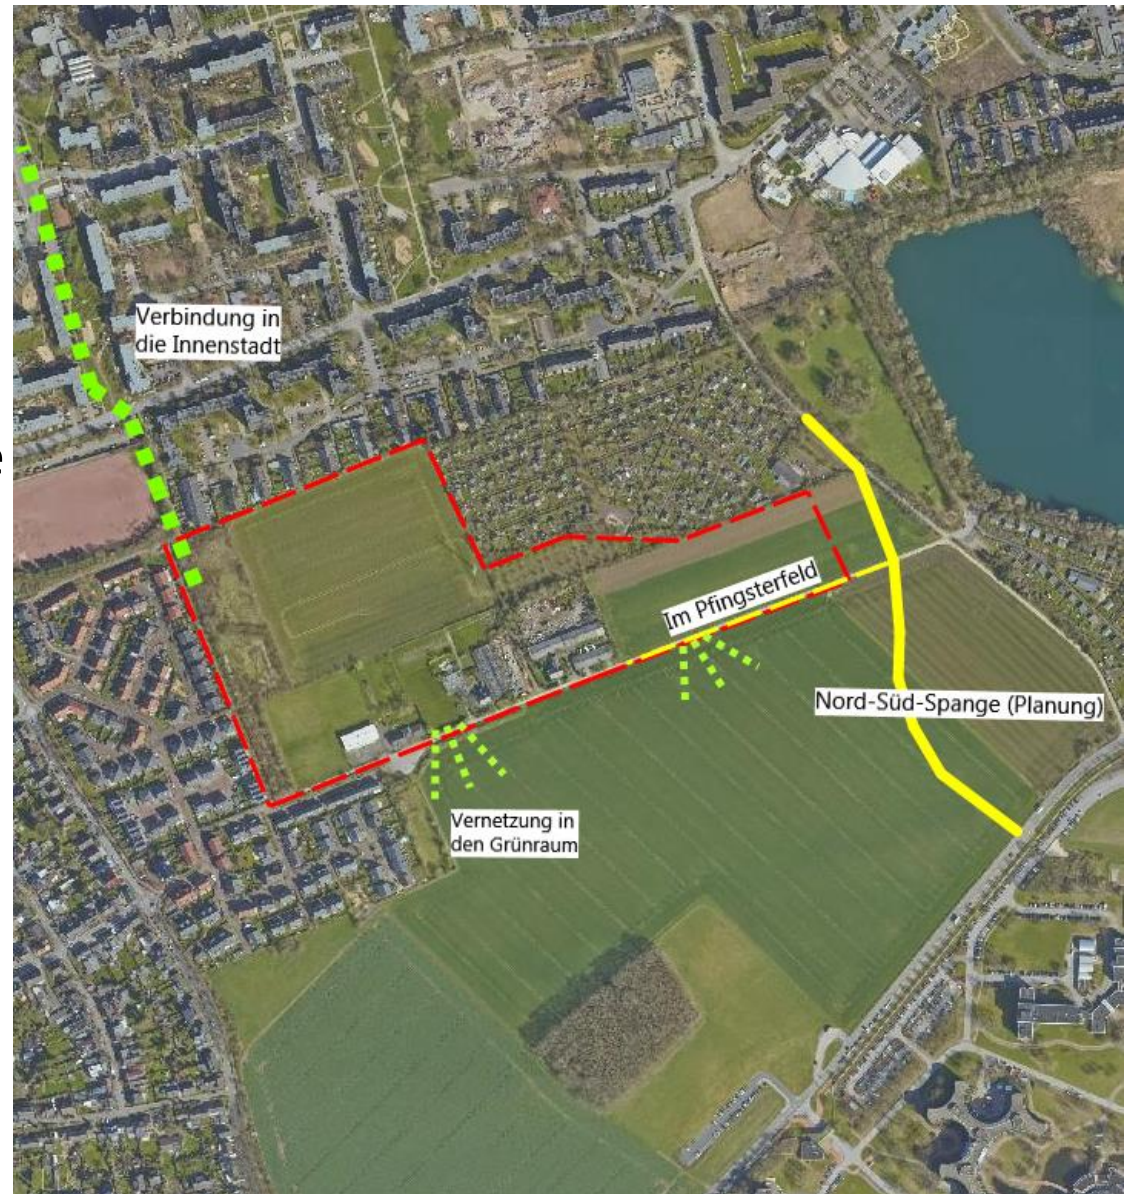 Verbindung in
die Innenstadt
e
Im Pfingsterfeld
Nord-Süd-Spange (Planung)
Vernetzung in
den Grünraum